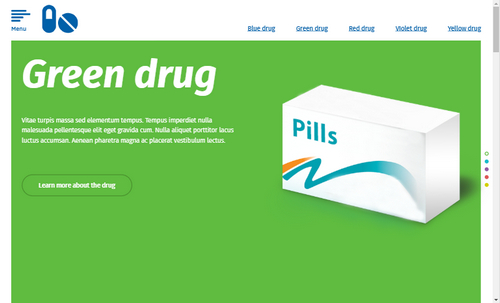 Menu
Blue drug
Green drug
Red drug
Violet drug
Yellow drug
Green drug
Vitae turpis massa sed elementum tempus. Tempus imperdiet nulla
malesuada pellentesque elit eget gravida cum. Nulla aliquet porttitor lacus
luctus accumsan. Aenean pharetra magna ac placerat vestibulum lectus.
Learn more about the drug
Pills